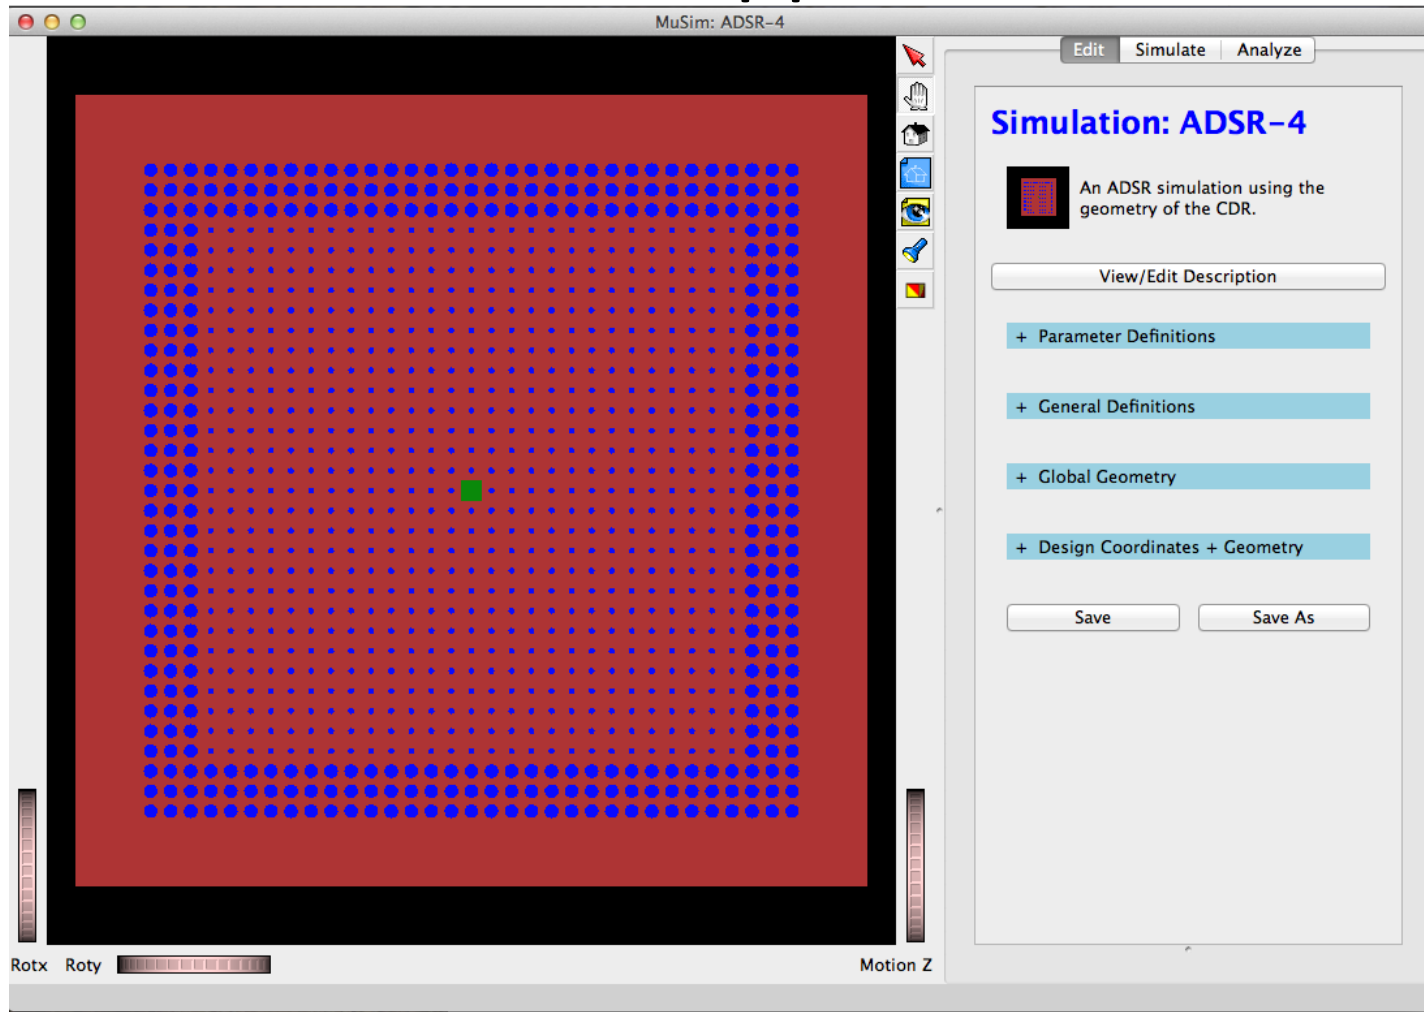 MuSim: ADSR-4
Edit Simulate Analyze
Simulation: ADSR-4
An ADSR simulation using the
geometry of the CDR.
View/Edit Description
+ Parameter Definitions
+ General Definitions
+ Global Geometry
+ Design Coordinates + Geometry
Save Save As
Rotx Roty Motion Z